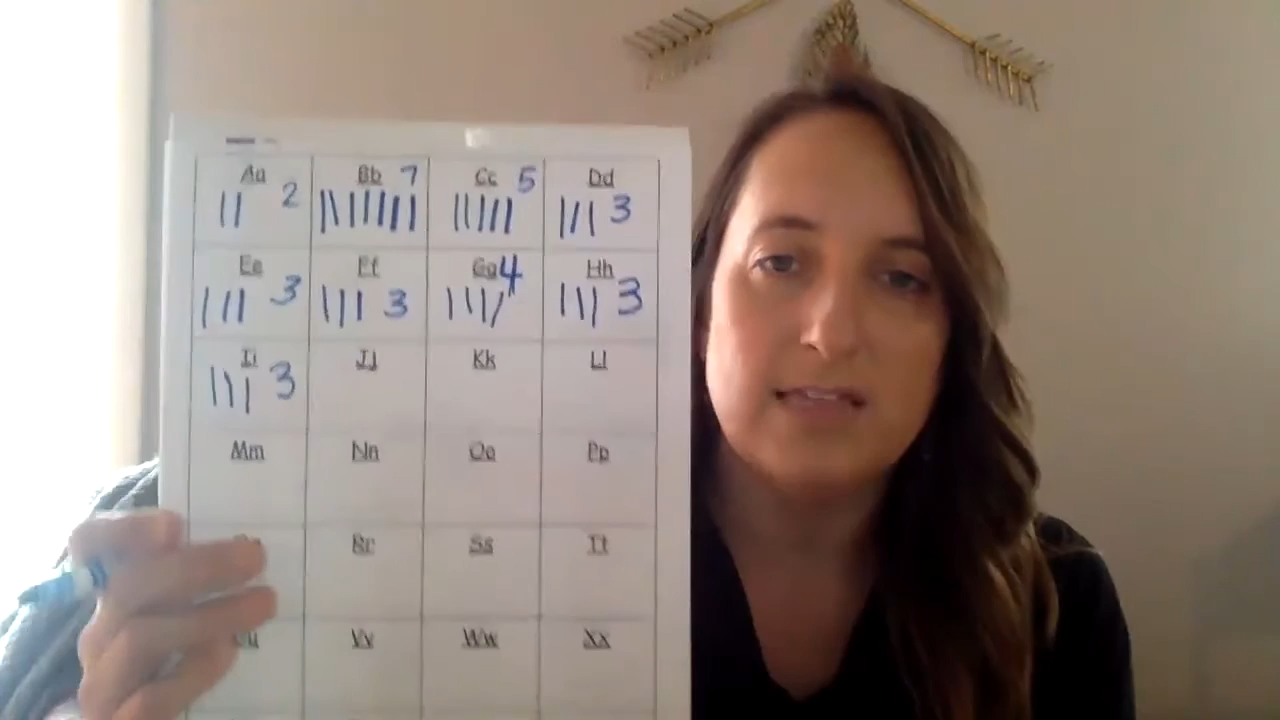 Aa 2 Bb 7 Cc 5 Dd 3
Ee 3 Ff 3 Gg 4 Hh 3
Ii 3 Jj Kk Ll
Mm Nn Oo Pp
Rr Ss Tt
Vv Ww Xx